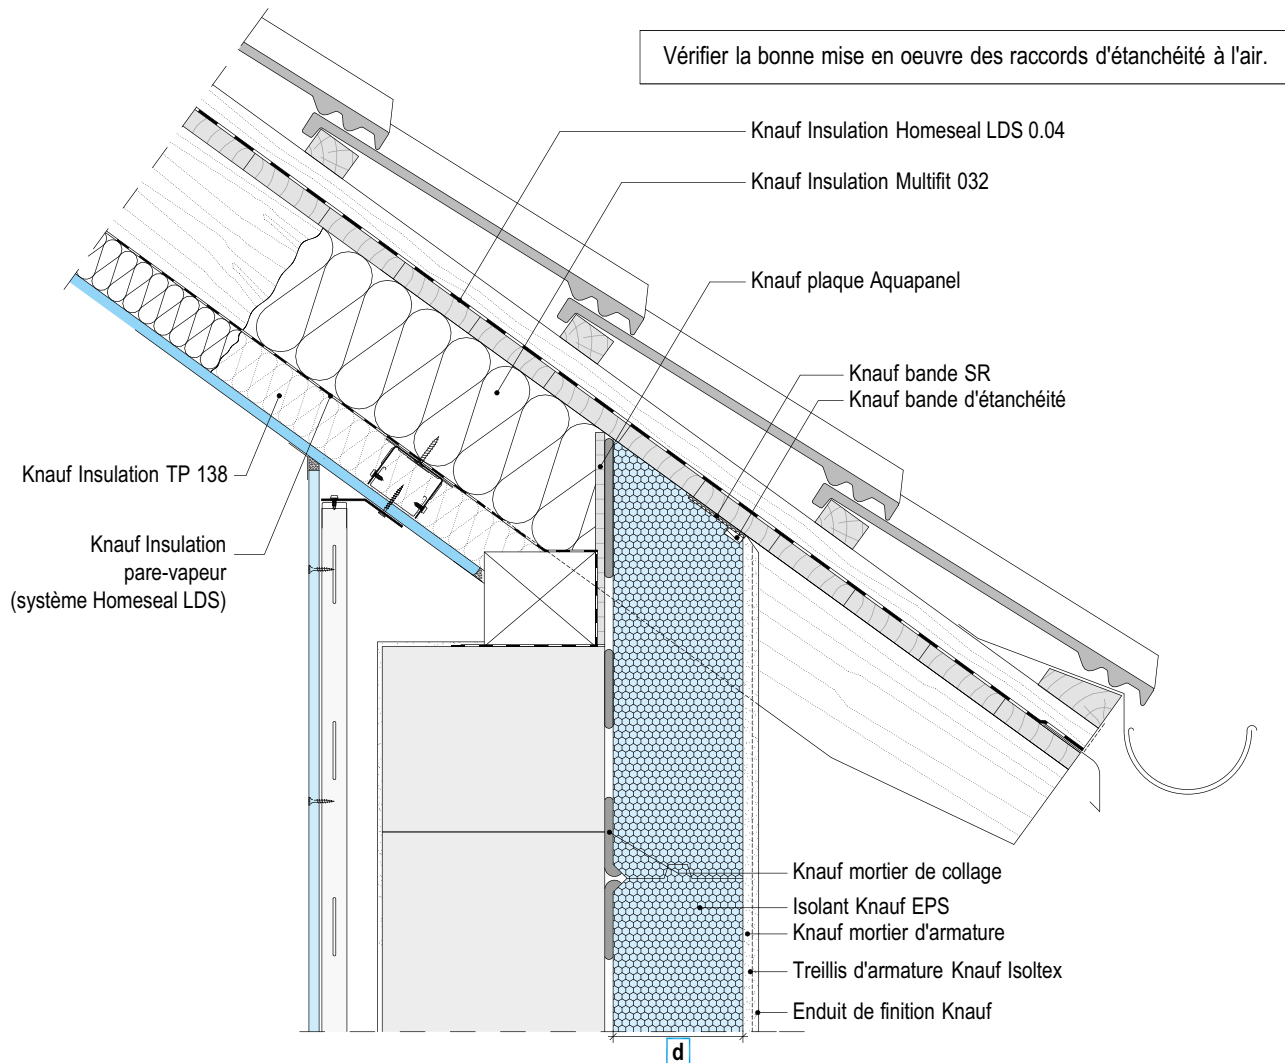 Vérifier la bonne mise en oeuvre des raccords d'étanchéité à l'air.
Knauf Insulation Homeseal LDS 0.04
Knauf Insulation Multifit 032
Knauf plaque Aquapanel
Knauf bande SR
Knauf bande d'étanchéité
Knauf Insulation TP 138
Knauf Insulation
pare-vapeur
(système Homeseal LDS)
Knauf mortier de collage
Isolant Knauf EPS
Knauf mortier d'armature
Treillis d'armature Knauf Isoltex
Enduit de finition Knauf
d